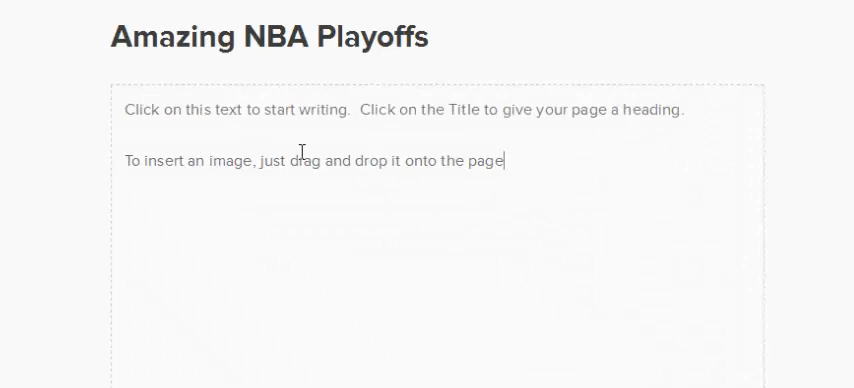 Amazing NBA Playoffs
Click on this text to start writing.  Click on the Title to give your page a heading.
To insert an image, just drag and drop it onto the page